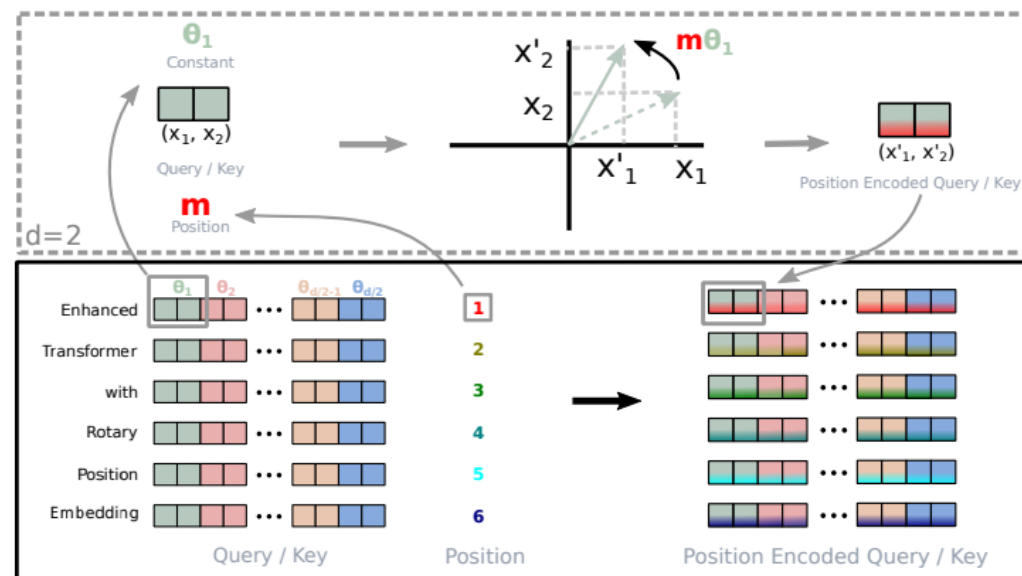 θ₁
Constant
(x₁, x₂)
Query / Key
m
Position
d=2
x'₂
x₂
x'₁
x₁
mθ₁
(x'₁, x'₂)
Position Encoded Query / Key
θ₁ θ₂ ••• θd/2-1 θd/2
Enhanced ••• 1 •••
Transformer ••• 2 •••
with ••• 3 •••
Rotary ••• 4 •••
Position ••• 5 •••
Embedding ••• 6 •••
Query / Key Position Position Encoded Query / Key